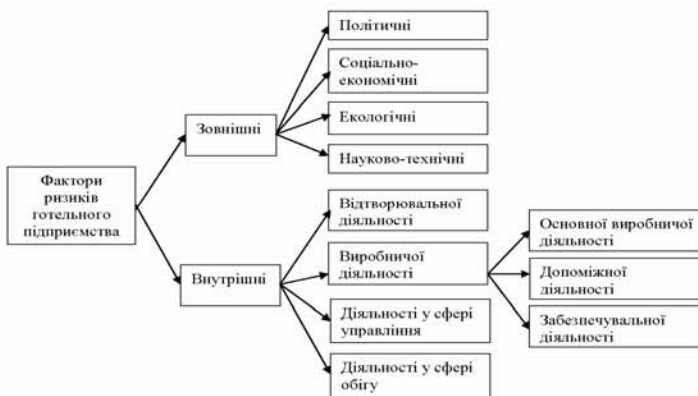 Політичні
Соціально-
економічні
Зовнішні
Екологічні
Науково-технічні
Фактори
ризиків
готельного
підприємства
Відтворювальної
діяльності
Внутрішні
Виробничої
діяльності
Основної виробничої
діяльності
Допоміжної
діяльності
Забезпечувальної
діяльності
Діяльності у сфері
управління
Діяльності у сфері
обігу